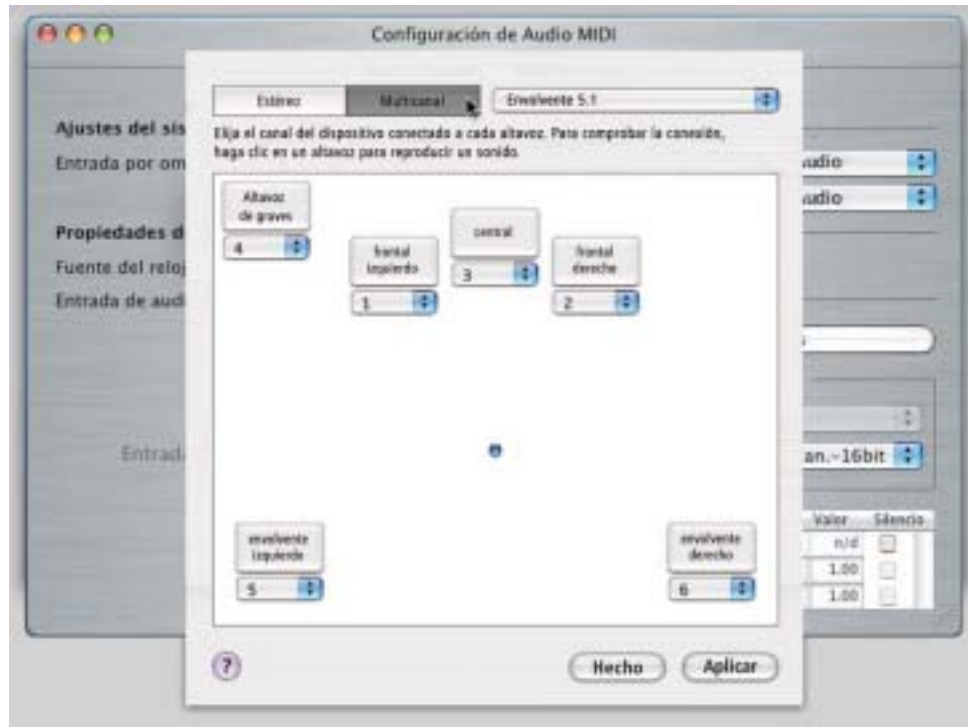 Configuración de Audio MIDI
Estéreo
Multicanal
Envolvente 5.1
Elija el canal del dispositivo conectado a cada altavoz. Para comprobar la conexión,
haga clic en un altavoz para reproducir un sonido.
Ajustes del sis
Entrada por om
udio
udio
Propiedades d
Fuente del reloj
Entrada de audi
Altavoz
de graves
4
frontal
izquierdo
1
central
3
frontal
derecho
2
Entrad
an.-16bit
envolvente
izquierdo
5
envolvente
derecho
6
Valor
Silencio
n/d
1.00
1.00
?
Hecho
Aplicar